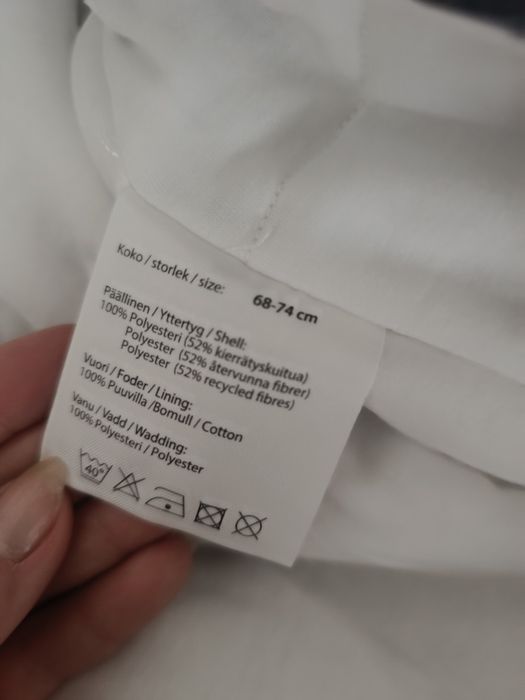 Koko / storlek / size: 68-74 cm
Päällinen / Yttertyg / Shell:
100% Polyesteri (52% kierrätyskuitua)
Polyester (52% återvunna fibrer)
Polyester (52% recycled fibres)
Vuori / Foder / Lining:
100% Puuvilla /Bomull / Cotton
Vanu / Vadd / Wadding:
100% Polyesteri / Polyester
40°